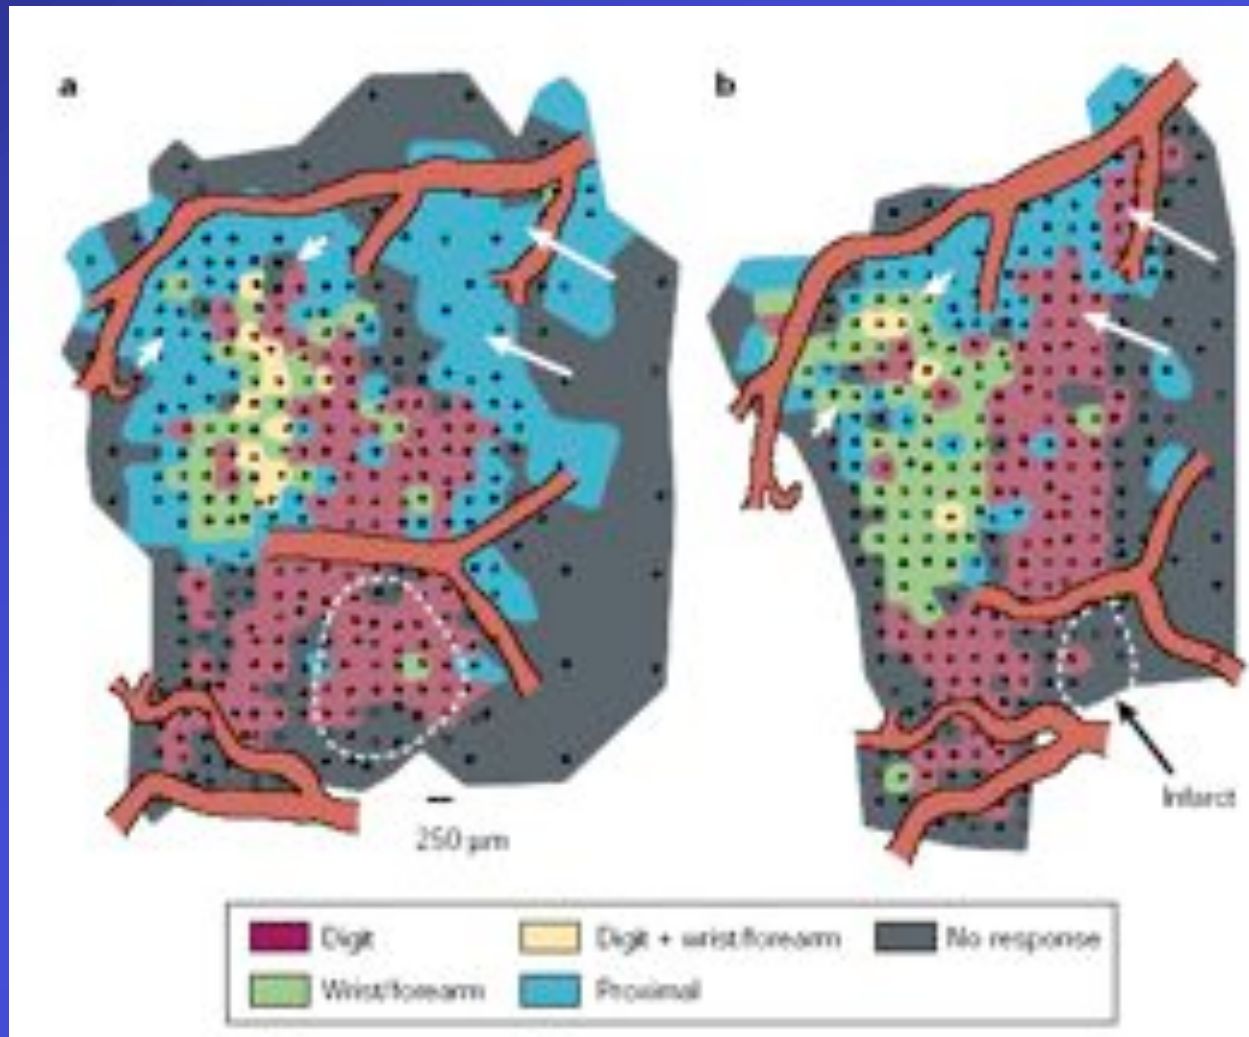 a
b
Infarct
250 µm
Digit
Digit + wrist/forearm
No response
Wrist/forearm
Proximal